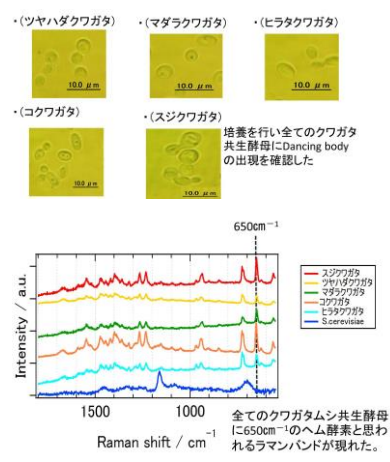 ・(ツヤハダクワガタ) ・(マダラクワガタ) ・(ヒラタクワガタ)
10.0 μm 10.0 μm 10.0 μm
・(コクワガタ) ・(スジクワガタ)
10.0 μm 10.0 μm
培養を行い全てのクワガタ
共生酵母にDancing body
の出現を確認した
650cm⁻¹
Intensity / a.u.
スジクワガタ
ツヤハダクワガタ
マダラクワガタ
コクワガタ
ヒラタクワガタ
S.cerevisiae
1500 1000
Raman shift / cm⁻¹
全てのクワガタムシ共生酵母
に650cm⁻¹のヘム酵素と思わ
れるラマンバンドが現れた。